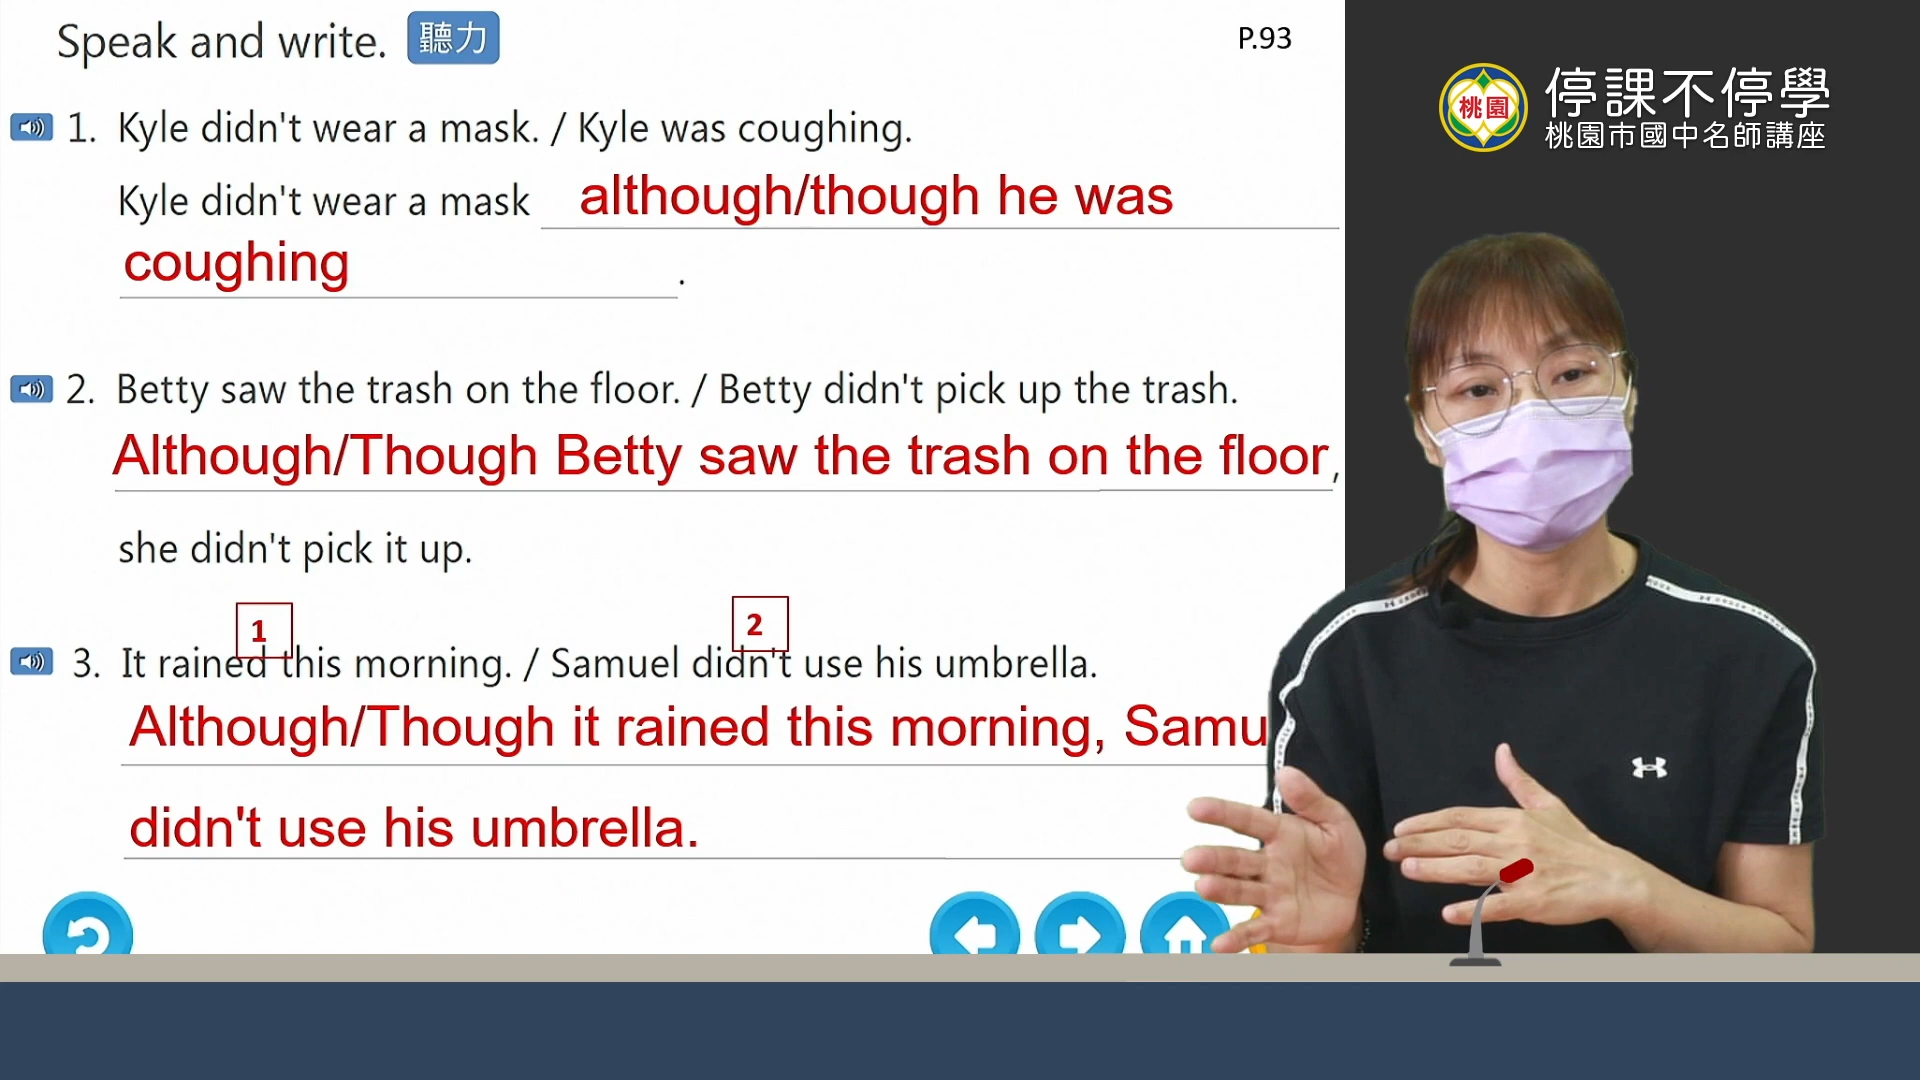 Speak and write. 聽力
P.93
1. Kyle didn't wear a mask. / Kyle was coughing.
Kyle didn't wear a mask although/though he was
coughing.
2. Betty saw the trash on the floor. / Betty didn't pick up the trash.
Although/Though Betty saw the trash on the floor,
she didn't pick it up.
1 2
3. It rained this morning. / Samuel didn't use his umbrella.
Although/Though it rained this morning, Samu
didn't use his umbrella.
桃園
停課不停學
桃園市國中名師講座